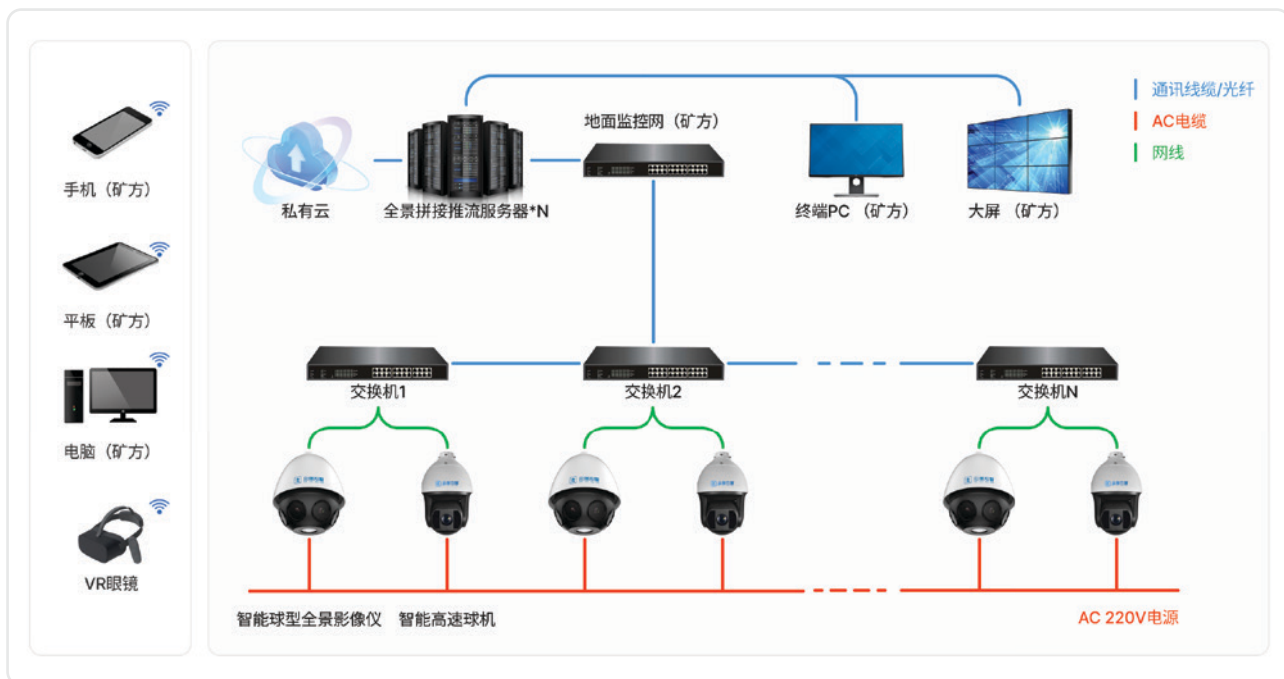 手机（矿方）
平板（矿方）
电脑（矿方）
VR眼镜
通讯线缆/光纤
AC电缆
网线
地面监控网（矿方）
私有云
全景拼接推流服务器*N
终端PC （矿方）
大屏 （矿方）
交换机1
交换机2
交换机N
智能球型全景影像仪
智能高速球机
AC 220V电源